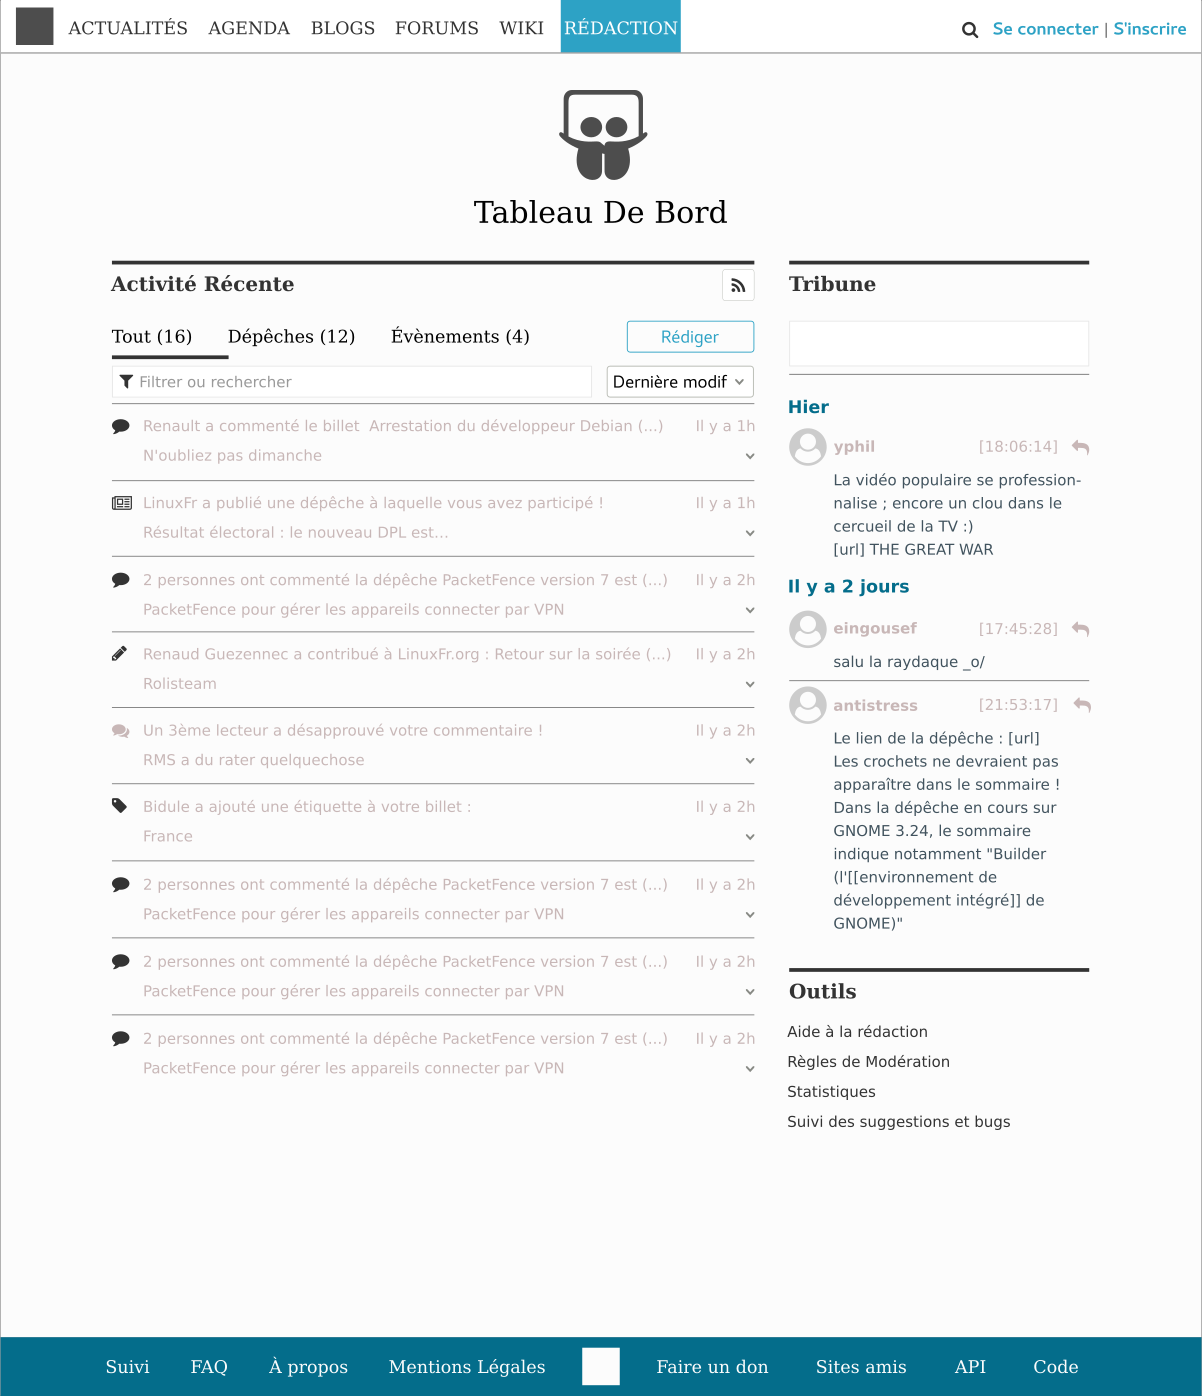 ACTUALITÉS AGENDA BLOGS FORUMS WIKI RÉDACTION Se connecter | S'inscrire
Tableau De Bord
Activité Récente
Tout (16) Dépêches (12) Évènements (4) Rédiger
Filtrer ou rechercher Dernière modif
Renault a commenté le billet Arrestation du développeur Debian (...) Il y a 1h
N'oubliez pas dimanche
LinuxFr a publié une dépêche à laquelle vous avez participé ! Il y a 1h
Résultat électoral : le nouveau DPL est...
2 personnes ont commenté la dépêche PacketFence version 7 est (...) Il y a 2h
PacketFence pour gérer les appareils connecter par VPN
Renaud Guezennec a contribué à LinuxFr.org : Retour sur la soirée (...) Il y a 2h
Rolisteam
Un 3ème lecteur a désapprouvé votre commentaire ! Il y a 2h
RMS a du rater quelquechose
Bidule a ajouté une étiquette à votre billet : Il y a 2h
France
2 personnes ont commenté la dépêche PacketFence version 7 est (...) Il y a 2h
PacketFence pour gérer les appareils connecter par VPN
2 personnes ont commenté la dépêche PacketFence version 7 est (...) Il y a 2h
PacketFence pour gérer les appareils connecter par VPN
2 personnes ont commenté la dépêche PacketFence version 7 est (...) Il y a 2h
PacketFence pour gérer les appareils connecter par VPN
Tribune
Hier
yphil [18:06:14]
La vidéo populaire se profession-
nalise ; encore un clou dans le
cercueil de la TV :)
[url] THE GREAT WAR
Il y a 2 jours
eingousef [17:45:28]
salu la raydaque _o/
antistress [21:53:17]
Le lien de la dépêche : [url]
Les crochets ne devraient pas
apparaître dans le sommaire !
Dans la dépêche en cours sur
GNOME 3.24, le sommaire
indique notamment "Builder
(l'[[environnement de
développement intégré]] de
GNOME)"
Outils
Aide à la rédaction
Règles de Modération
Statistiques
Suivi des suggestions et bugs
Suivi FAQ À propos Mentions Légales Faire un don Sites amis API Code